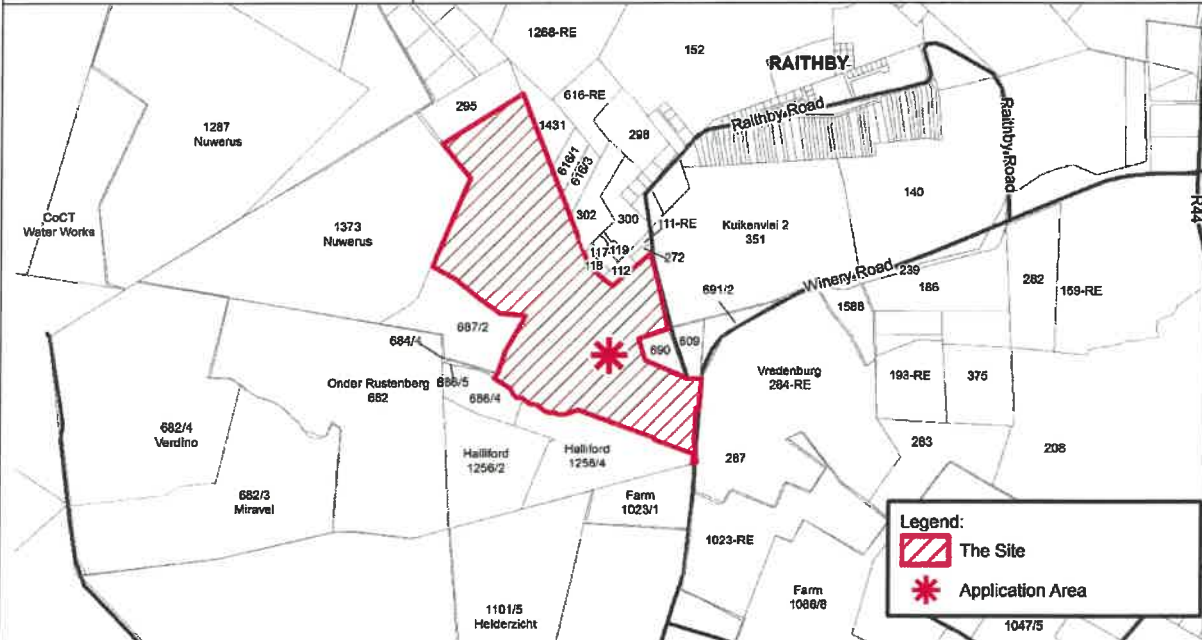 1268-RE
152
RAITHBY
616-RE
Raithby Road
295
1431
298
1287
Nuwerus
616/1
616/3
Raithby Road
140
R44
302
300
111-RE
Kuikenvlei 2
351
CoCT
Water Works
1373
Nuwerus
117
119
118
112
272
Winery Road
239
186
282
169-RE
691/2
1588
687/2
684/4
690
609
Onder Rustenberg
682
686/5
686/4
Vredenburg
284-RE
193-RE
375
682/4
Verdino
Halliford
1256/2
Halliford
1256/4
287
283
208
682/3
Miravel
Farm
1023/1
1023-RE
Legend:
The Site
Application Area
Farm
1088/8
1101/5
Helderzicht
1047/5